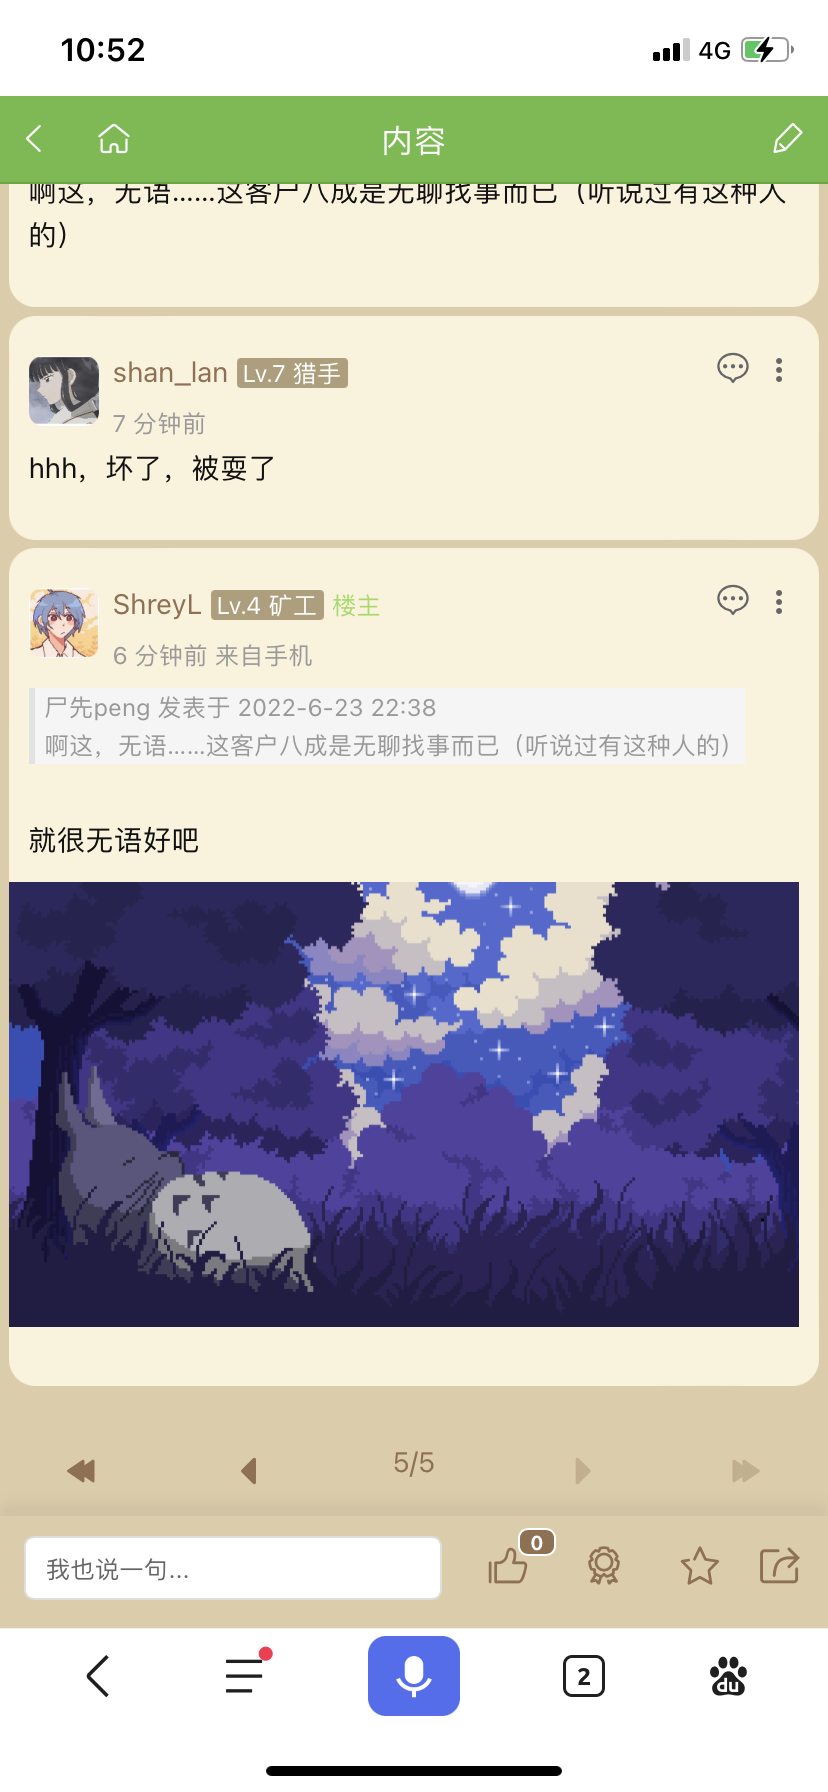 10:52
4G
内容
啊这，无语……这客户八成是无聊找事而已（听说过有这种人
的）
shan_lan Lv.7 猎手
7 分钟前
hhh，坏了，被耍了
ShreyL Lv.4 矿工 楼主
6 分钟前 来自手机
尸先peng 发表于 2022-6-23 22:38
啊这，无语……这客户八成是无聊找事而已（听说过有这种人的）
就很无语好吧
5/5
我也说一句...
0
2
du